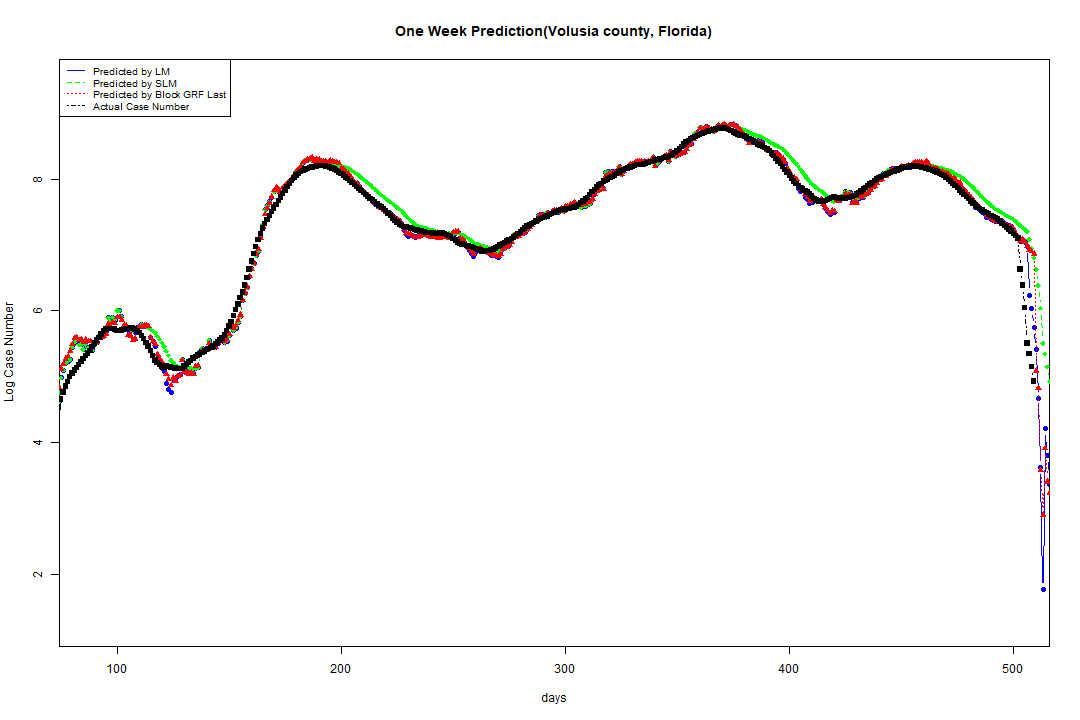 One Week Prediction(Volusia county, Florida)
Predicted by LM
Predicted by SLM
Predicted by Block GRF Last
Actual Case Number
Log Case Number
8
6
4
2
100 200 300 400 500
days